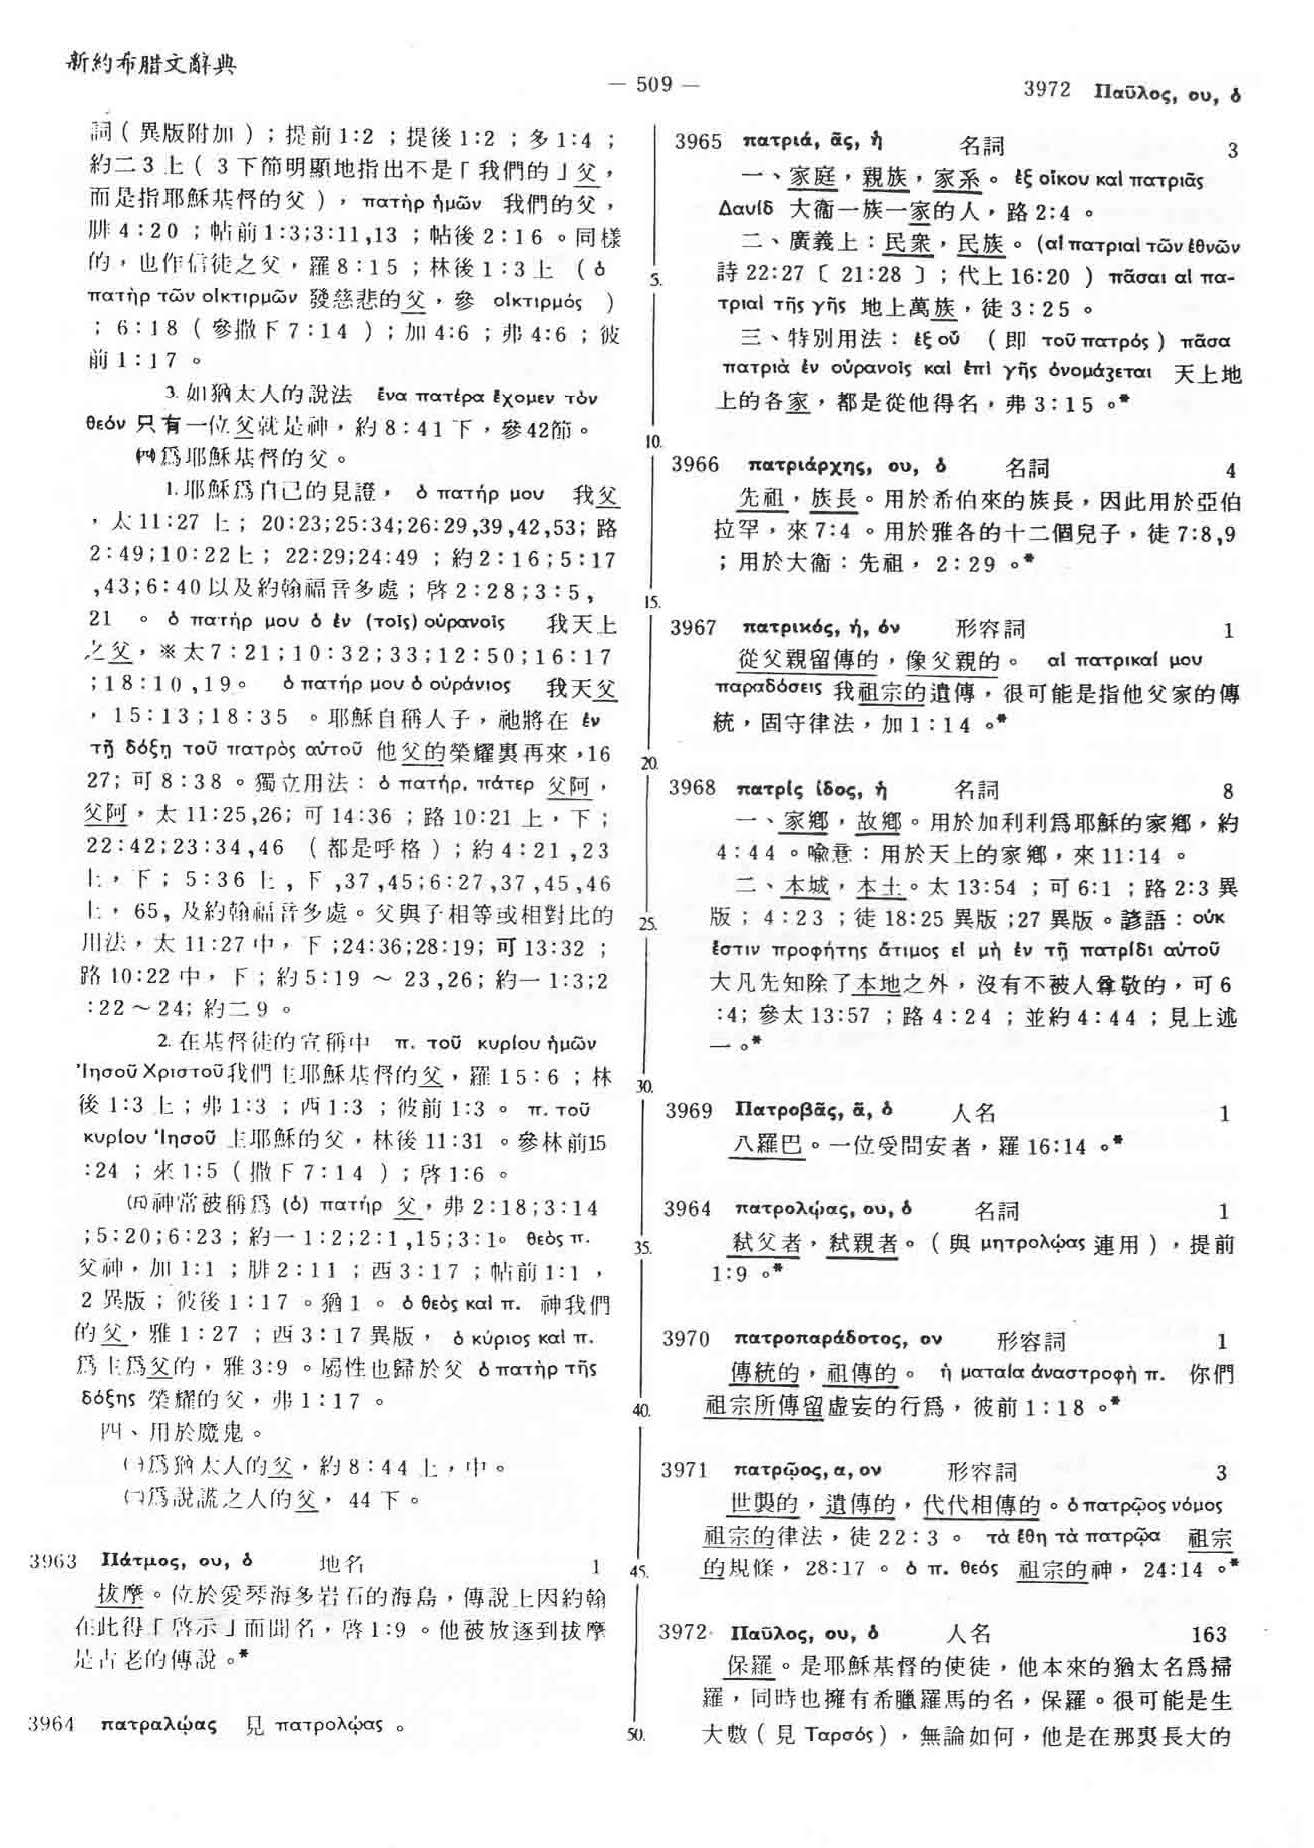 新約希腊文辭典
— 509 —
3972 Παῦλος, ου, ὁ
詞（異版附加）；提前1:2 ；提後1:2 ；多1:4 ；
約二3上（ 3下節明顯地指出不是「我們的」父，
而是指耶穌基督的父），πατὴρ ἡμῶν 我們的父，
腓4:20 ；帖前1:3;3:11,13 ；帖後2:16 。同樣
的，也作信徒之父，羅8:15 ；林後1:3上 （ὁ
πατὴρ τῶν οἰκτιρμῶν 發慈悲的父，參 οἰκτιρμός ）
；6:18（參撒下7:14 ）；加4:6 ；弗4:6 ；彼
前1:17 。
3. 如猶太人的說法 ἕνα πατέρα ἔχομεν τὸν
θεόν 只有一位父就是神，約8:41下，參42節。
㈣爲耶穌基督的父。
1. 耶穌爲自己的見證， ὁ πατήρ μου 我父
，太11:27上；20:23;25:34;26:29,39,42,53; 路
2:49;10:22上；22:29;24:49 ；約2:16;5:17
,43;6:40以及約翰福音多處；啓2:28;3:5,
21 。 ὁ πατήρ μου ὁ ἐν (τοῖς) οὐρανοῖς 我天上
之父，※太7:21;10:32;33;12:50;16:17
;18:10,19。 ὁ πατήρ μου ὁ οὐράνιος 我天父
，15:13;18:35 。耶穌自稱人子，祂將在 ἐν
τῇ δόξῃ τοῦ πατρὸς αὐτοῦ 他父的榮耀裏再來，16
27; 可8:38 。獨立用法：ὁ πατήρ, πάτερ 父阿，
父阿，太11:25,26; 可14:36 ；路10:21上，下；
22:42;23:34,46 （都是呼格）；約4:21,23
上，下；5:36上，下,37,45;6:27,37,45,46
上，65, 及約翰福音多處。父與子相等或相對比的
用法，太11:27中，下;24:36;28:19; 可13:32 ；
路10:22中，下；約5:19 ～ 23,26; 約一1:3;2
:22～24; 約二9 。
2. 在基督徒的宣稱中 π. τοῦ κυρίου ἡμῶν
Ἰησοῦ Χριστοῦ我們主耶穌基督的父，羅15:6 ；林
後1:3上；弗1:3 ；西1:3 ；彼前1:3 。 π. τοῦ
κυρίου Ἰησοῦ 主耶穌的父，林後11:31 。參林前15
:24 ；來1:5（撒下7:14 ）；啓1:6 。
㈤神常被稱爲 (ὁ) πατήρ 父，弗2:18;3:14
;5:20;6:23 ; 約一1:2;2:1,15;3:1。 θεὸς π.
父神，加1:1 ；腓2:11 ；西3:17 ；帖前1:1 ，
2異版；彼後1:17 。猶1 。 ὁ θεὸς καὶ π. 神我們
的父，雅1:27 ；西3:17異版， ὁ κύριος καὶ π.
爲主爲父的，雅3:9 。屬性也歸於父 ὁ πατὴρ τῆς
δόξης 榮耀的父，弗1:17 。
四、用於魔鬼。
㈠爲猶太人的父，約8:44上，中。
㈡爲說謊之人的父， 44下。
3963 Πάτμος, ου, ὁ 地名 1
拔摩。位於愛琴海多岩石的海島，傳說上因約翰
在此得「啓示」而聞名，啓1:9 。他被放逐到拔摩
是古老的傳說。*
3964 πατραλῴας 見 πατρολῴας 。
5.
10.
15.
20.
25.
30.
35.
40.
45.
50.
3965 πατριά, ᾶς, ἡ 名詞 3
一、家庭，親族，家系。 ἐξ οἴκου καὶ πατριᾶς
Δαυίδ 大衞一族一家的人，路2:4 。
二、廣義上：民衆，民族。(αἱ πατριαὶ τῶν ἐθνῶν
詩22:27〔 21:28 〕；代上16:20 ) πᾶσαι αἱ πα-
τριαὶ τῆς γῆς 地上萬族，徒3:25 。
三、特別用法： ἐξ οὗ （即 τοῦ πατρός ) πᾶσα
πατριὰ ἐν οὐρανοῖς καὶ ἐπὶ γῆς ὀνομάζεται 天上地
上的各家，都是從他得名，弗3:15 。*
3966 πατριάρχης, ου, ὁ 名詞 4
先祖，族長。用於希伯來的族長，因此用於亞伯
拉罕，來7:4 。用於雅各的十二個兒子，徒7:8,9
；用於大衞：先祖， 2:29 。*
3967 πατρικός, ή, όν 形容詞 1
從父親留傳的，像父親的。 αἱ πατρικαί μου
παραδόσεις 我祖宗的遺傳，很可能是指他父家的傳
統，固守律法，加1:14 。*
3968 πατρίς ίδος, ἡ 名詞 8
一、家鄉，故鄉。用於加利利爲耶穌的家鄉，約
4:44 。喩意：用於天上的家鄉，來11:14 。
二、本城，本土。太13:54 ；可6:1 ；路2:3異
版；4:23 ；徒18:25異版;27異版。諺語：οὐκ
ἔστιν προφήτης ἄτιμος εἰ μὴ ἐν τῇ πατρίδι αὐτοῦ
大凡先知除了本地之外，沒有不被人尊敬的，可6
:4; 參太13:57 ；路4:24 ；並約4:44 ；見上述
一。*
3969 Πατροβᾶς, ᾶ, ὁ 人名 1
八羅巴。一位受問安者，羅16:14 。*
3964 πατρολῴας, ου, ὁ 名詞 1
弒父者，弒親者。（與 μητρολῴας 連用），提前
1:9 。*
3970 πατροπαράδοτος, ον 形容詞 1
傳統的，祖傳的。 ἡ ματαία ἀναστροφὴ π. 你們
祖宗所傳留虛妄的行爲，彼前1:18 。*
3971 πατρῷος, α, ον 形容詞 3
世襲的，遺傳的，代代相傳的。ὁ πατρῷος νόμος
祖宗的律法，徒22:3 。 τὰ ἔθη τὰ πατρῷα 祖宗
的規條，28:17 。 ὁ π. θεός 祖宗的神，24:14 。*
3972 Παῦλος, ου, ὁ 人名 163
保羅。是耶穌基督的使徒，他本來的猶太名爲掃
羅，同時也擁有希臘羅馬的名，保羅。很可能是生
大數（見 Ταρσός )，無論如何，他是在那裏長大的